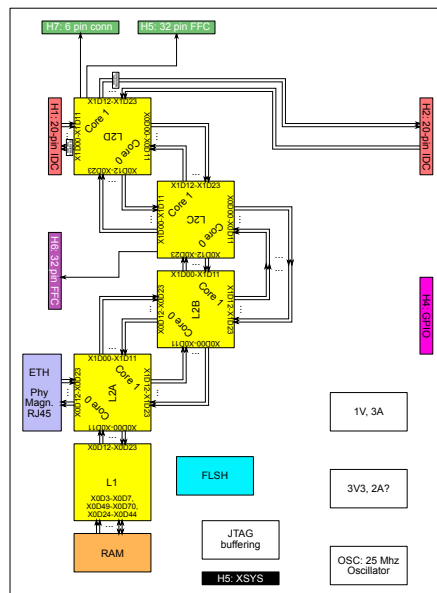 H7: 6 pin conn
H5: 32 pin FFC
...
X1D12-X1D23
H1: 20-pin IDC
X1D00-X1D11
Core 1
L2D
Core 0
X0D00-X0D11
X0D12-X0D23
...
H2: 20-pin IDC
...
X1D12-X1D23
X1D00-X1D11
Core 1
L2C
Core 0
X0D00-X0D11
X0D12-X0D23
...
H6: 32 pin FFC
X1D00-X1D11
X0D12-X0D23
Core 1
L2B
Core 0
X1D12-X1D23
X0D00-X0D11
...
H4: GPIO
ETH
Phy
Magn.
RJ45
X1D00-X1D11
X0D12-X0D23
Core 1
L2A
Core 0
X1D12-X1D23
X0D00-X0D11
...
X0D12-X0D23
L1
X0D3-X0D7,
X0D49-X0D70,
X0D24-X0D44
...
RAM
FLSH
JTAG
buffering
H5: XSYS
1V, 3A
3V3, 2A?
OSC: 25 Mhz
Oscillator